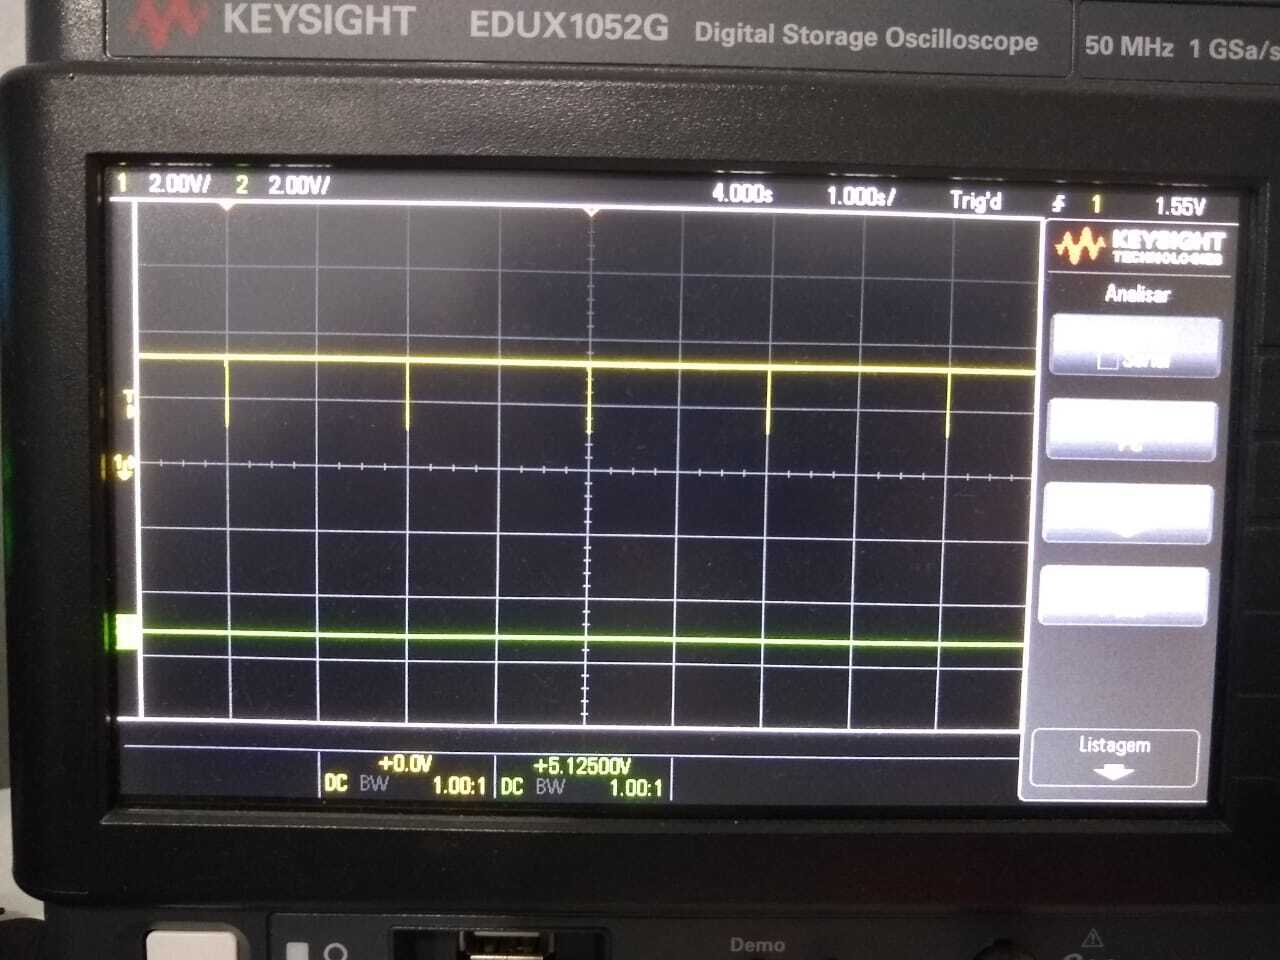 KEYSIGHT EDUX1052G Digital Storage Oscilloscope 50 MHz 1 GSa/s
1 2.00V/ 2 2.00V/ 4.000s 1.000s/ Trig'd 1 1.55V
KEYSIGHT
TECHNOLOGIES
Analisar
T
Listagem
+0.0V
DC BW 1.00:1
+5.12500V
DC BW 1.00:1
Demo